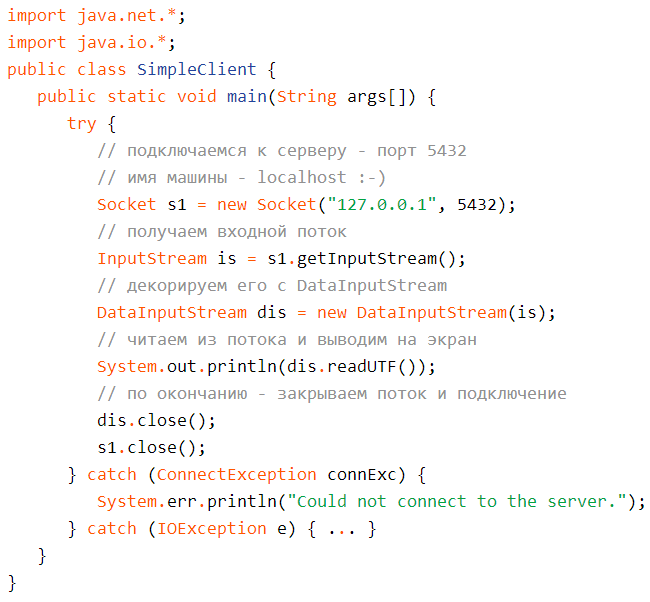 import java.net.*;
import java.io.*;
public class SimpleClient {
public static void main(String args[]) {
try {
// подключаемся к серверу - порт 5432
// имя машины - localhost :-)
Socket s1 = new Socket("127.0.0.1", 5432);
// получаем входной поток
InputStream is = s1.getInputStream();
// декорируем его с DataInputStream
DataInputStream dis = new DataInputStream(is);
// читаем из потока и выводим на экран
System.out.println(dis.readUTF());
// по окончанию - закрываем поток и подключение
dis.close();
s1.close();
} catch (ConnectException connExc) {
System.err.println("Could not connect to the server.");
} catch (IOException e) { ... }
}
}